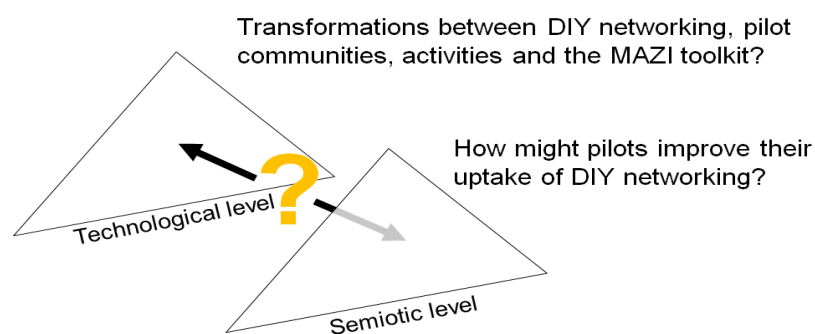 Transformations between DIY networking, pilot
communities, activities and the MAZI toolkit?
How might pilots improve their
uptake of DIY networking?
?
Technological level
Semiotic level